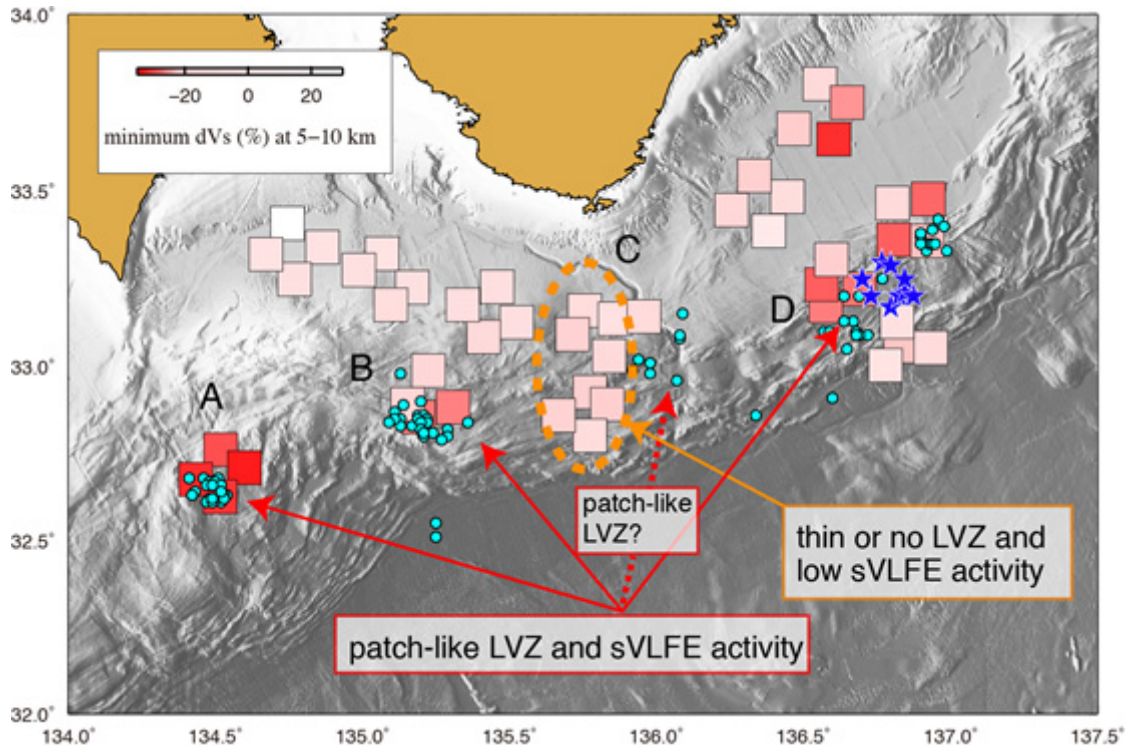 34.0°
33.5°
33.0°
32.5°
32.0°
−20 0 20
minimum dVs (%) at 5−10 km
A
B
C
D
patch-like
LVZ?
thin or no LVZ and
low sVLFE activity
patch-like LVZ and sVLFE activity
134.0° 134.5° 135.0° 135.5° 136.0° 136.5° 137.0° 137.5°